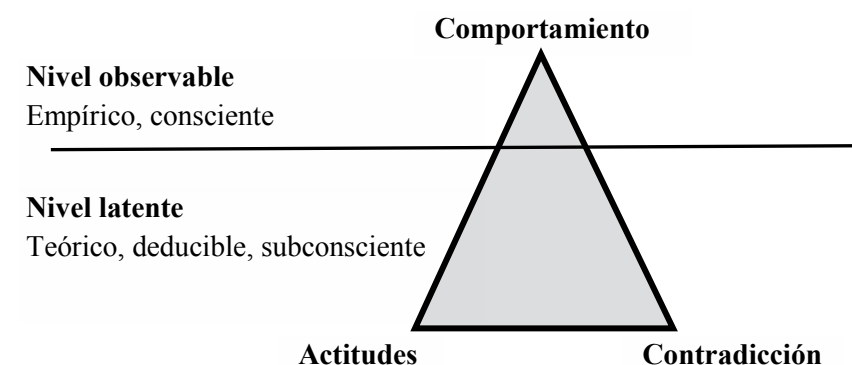 Comportamiento
Nivel observable
Empírico, consciente
Nivel latente
Teórico, deducible, subconsciente
Actitudes
Contradicción